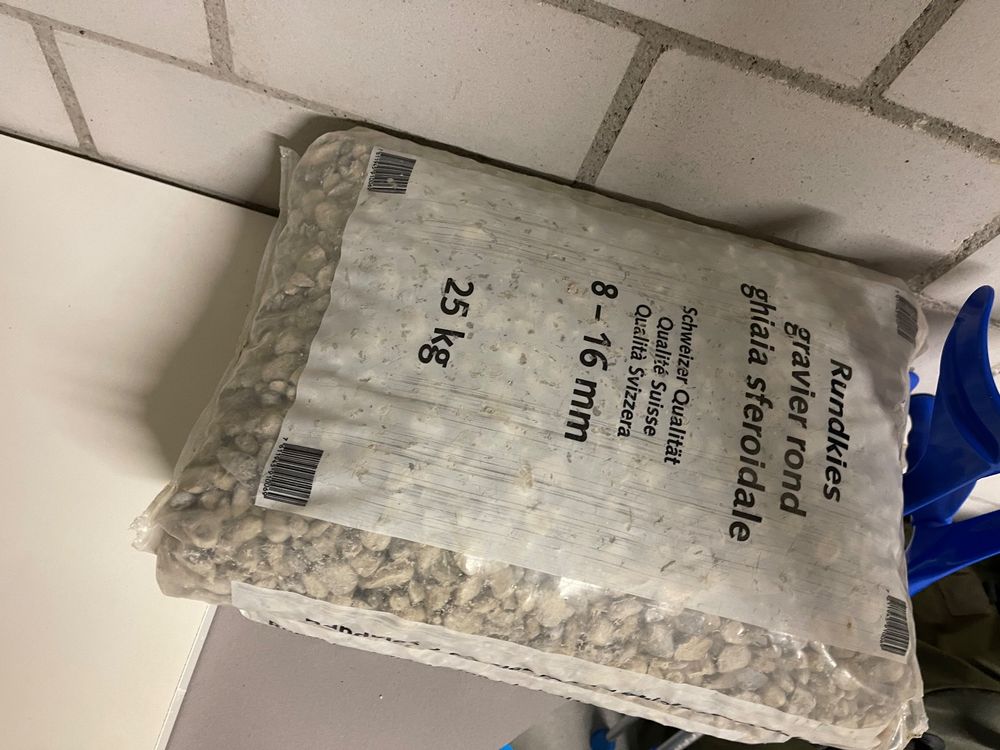 Rundkies
gravier rond
ghiaia sferoidale
Schweizer Qualität
Qualité Suisse
Qualità Svizzera
8 – 16 mm
25 kg